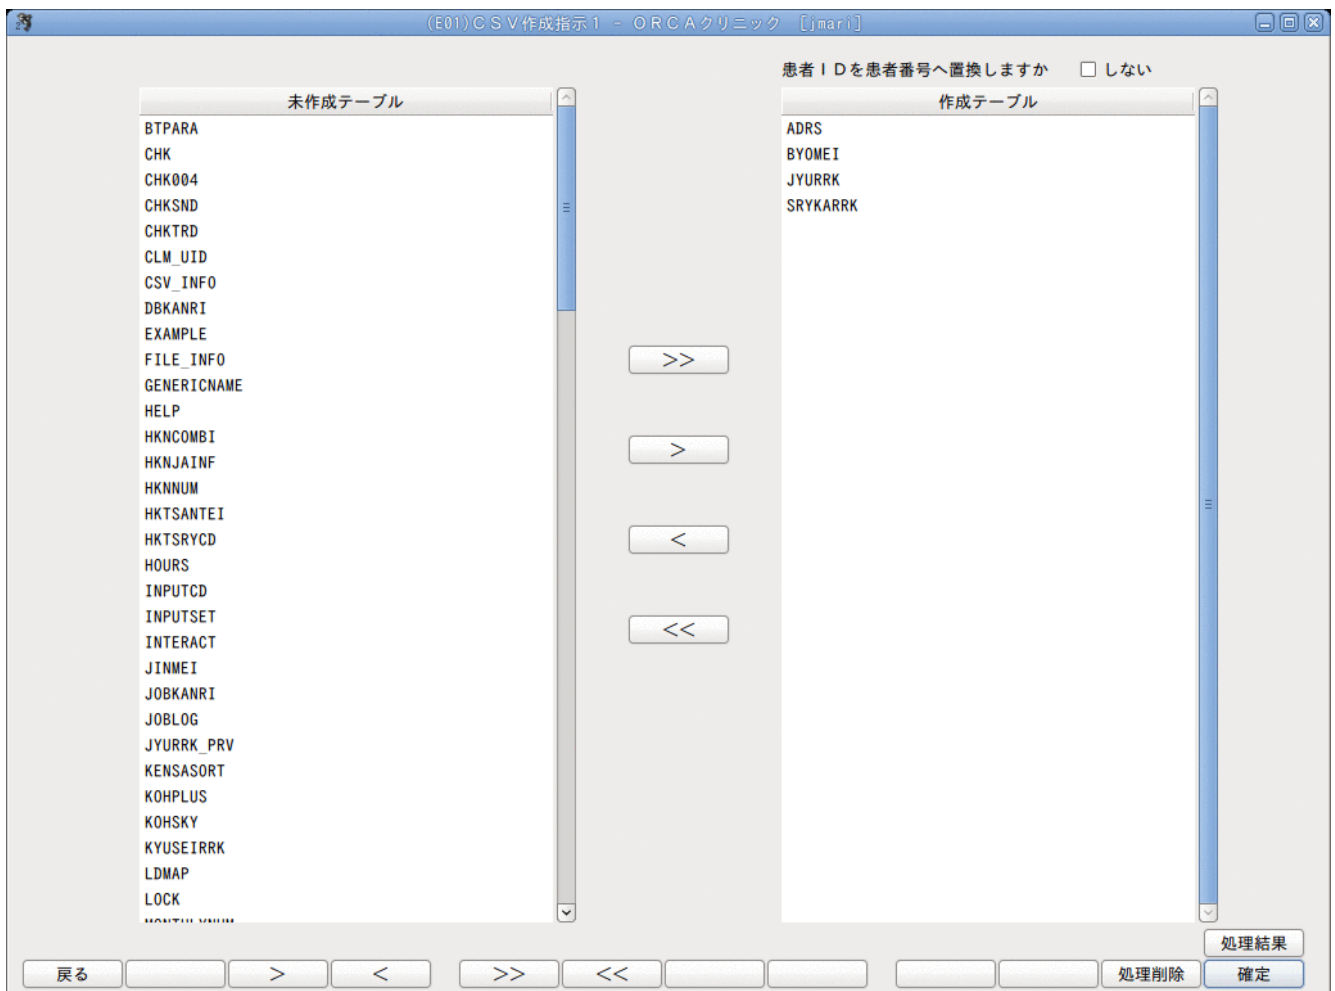 (E01)CSV作成指示1 - ORCAクリニック [jmari]
患者IDを患者番号へ置換しますか しない
未作成テーブル
BTPARA
CHK
CHK004
CHKSND
CHKTRD
CLM_UID
CSV_INFO
DBKANRI
EXAMPLE
FILE_INFO
GENERICNAME
HELP
HKNCOMBI
HKNJAINF
HKNNUM
HKTSANTEI
HKTSRYCD
HOURS
INPUTCD
INPUTSET
INTERACT
JINMEI
JOBKANRI
JOBLOG
JYURRK_PRV
KENSASORT
KOHPLUS
KOHSKY
KYUSEIRRK
LDMAP
LOCK
>>
>
<
<<
作成テーブル
ADRS
BYOMEI
JYURRK
SRYKARRK
処理結果
戻る > < >> << 処理削除 確定